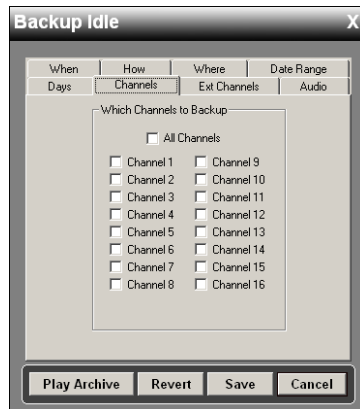 Backup Idle X
When How Where Date Range
Days Channels Ext Channels Audio
Which Channels to Backup
All Channels
Channel 1 Channel 9
Channel 2 Channel 10
Channel 3 Channel 11
Channel 4 Channel 12
Channel 5 Channel 13
Channel 6 Channel 14
Channel 7 Channel 15
Channel 8 Channel 16
Play Archive Revert Save Cancel